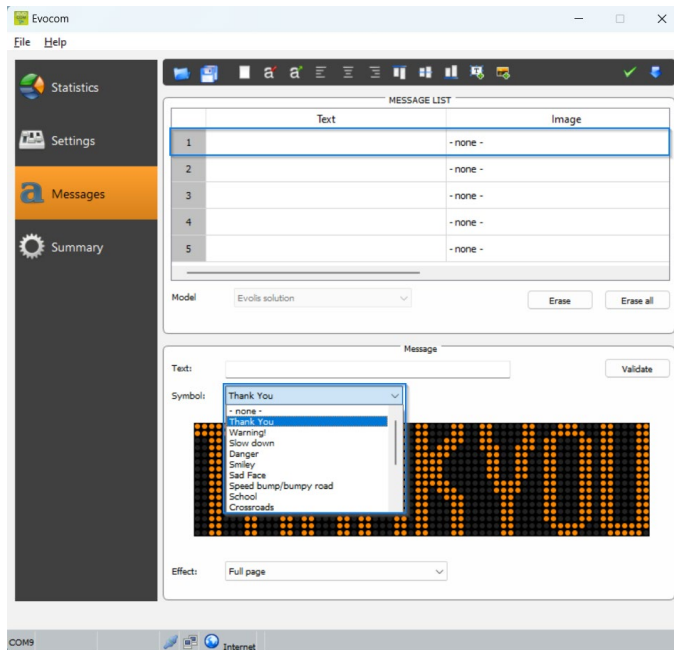 Evocom
File Help
Statistics
Settings
Messages
Summary
MESSAGE LIST
Text Image
1 - none -
2 - none -
3 - none -
4 - none -
5 - none -
Model Evolis solution Erase Erase all
Message
Text: Validate
Symbol: Thank You
- none -
Thank You
Warning!
Slow down
Danger
Smiley
Sad Face
Speed bump/bumpy road
School
Crossroads
KYOU
Effect: Full page
COM9 Internet